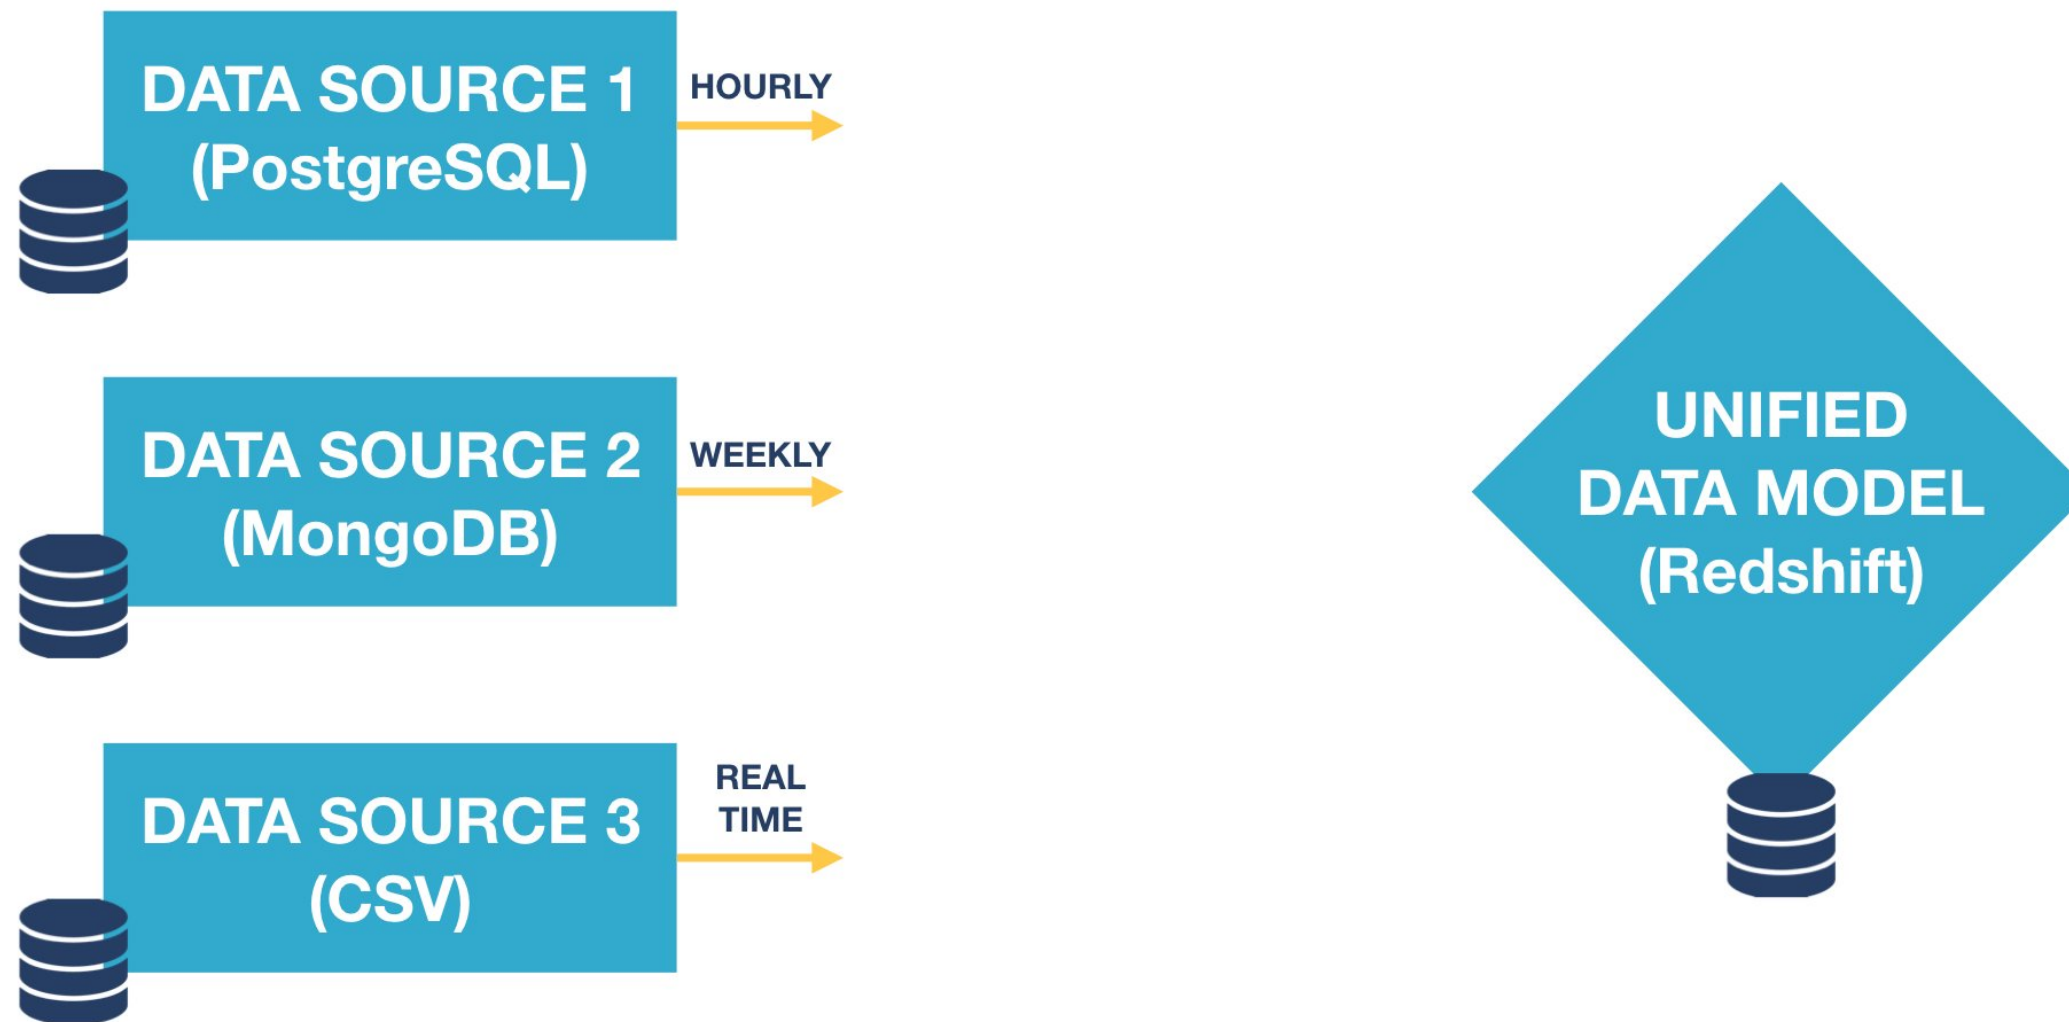 DATA SOURCE 1
(PostgreSQL)
HOURLY
DATA SOURCE 2
(MongoDB)
WEEKLY
DATA SOURCE 3
(CSV)
REAL
TIME
UNIFIED
DATA MODEL
(Redshift)